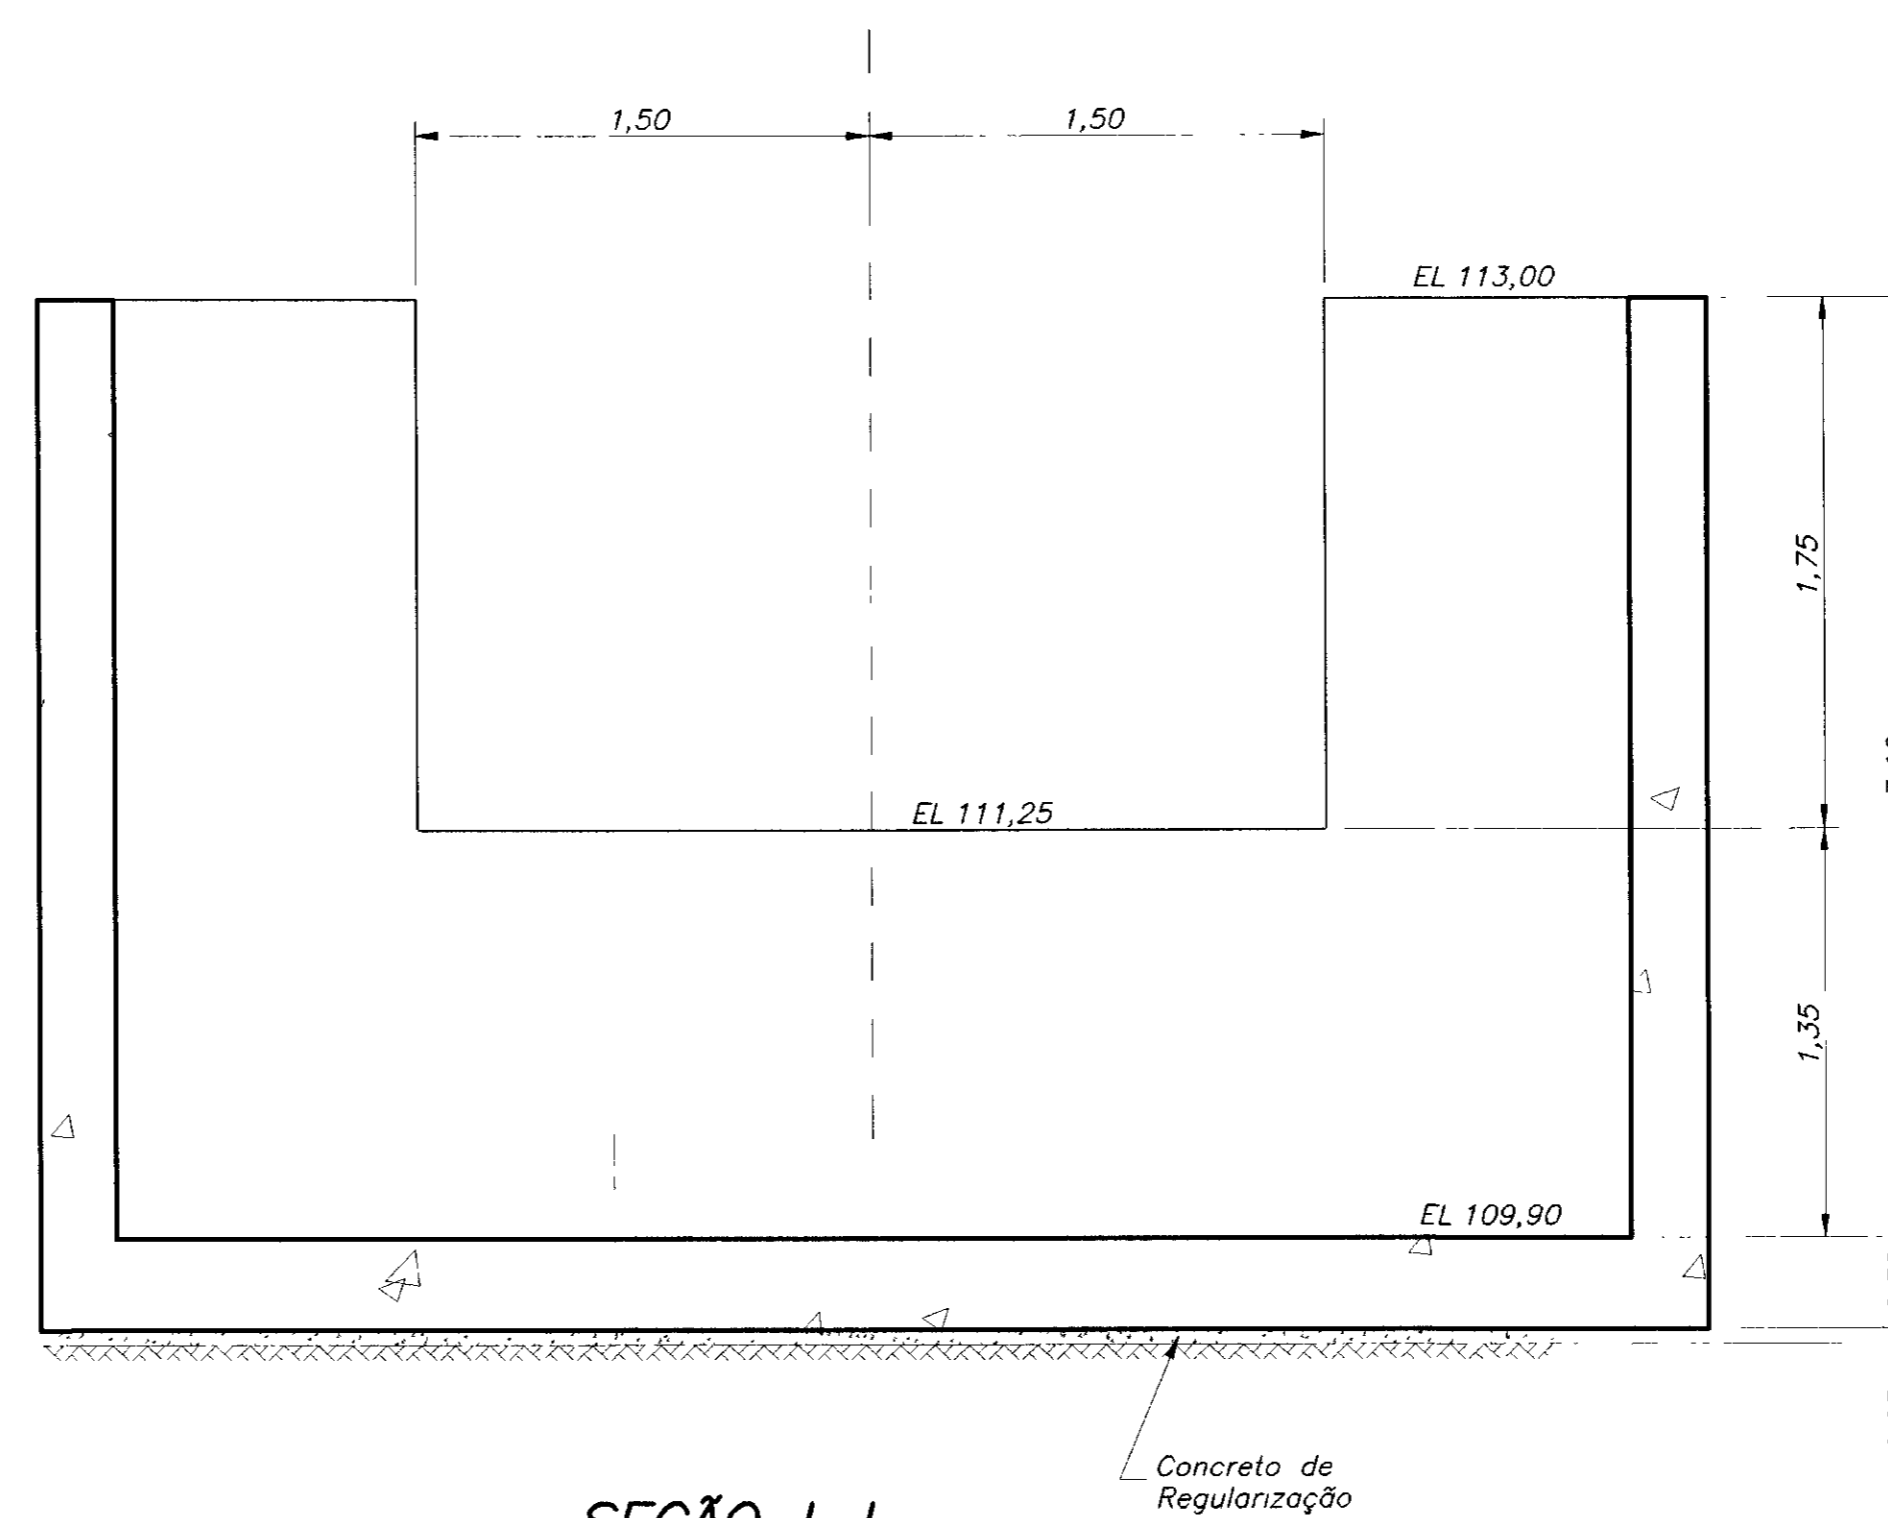 1,50
1,50
EL 113,00
1,75
EL 111,25
1,35
EL 109,90
Concreto de
Regularização
SEÇÃO